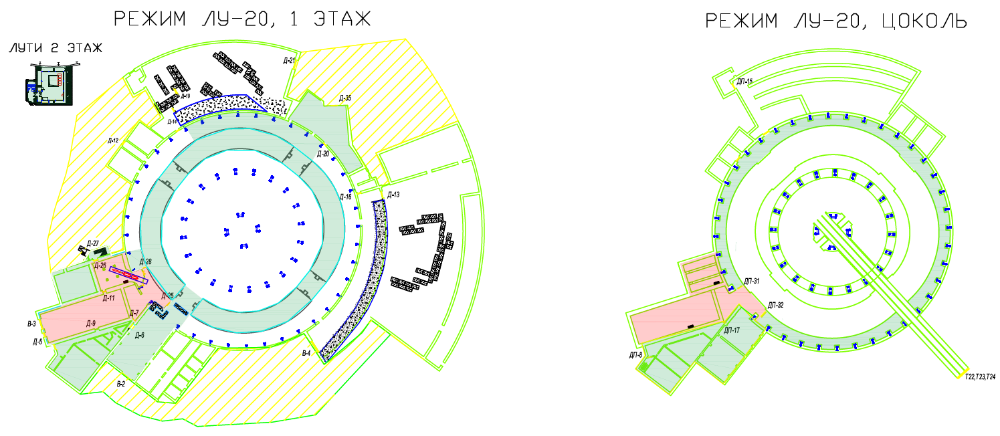 РЕЖИМ ЛУ-20, 1 ЭТАЖ
РЕЖИМ ЛУ-20, ЦОКОЛЬ
ЛУТИ 2 ЭТАЖ
Д-21
Д-19
Д-35
Д-14
Д-12
Д-20
Д-16
Д-13
Д-27
Д-26
Д-28
Д-11
Д-25
Д-7
В-3
Д-9
Д-5
Д-6
В-4
В-2
ДП-15
ДП-31
ДП-32
ДП-17
ДП-8
Т22,Т23,Т24